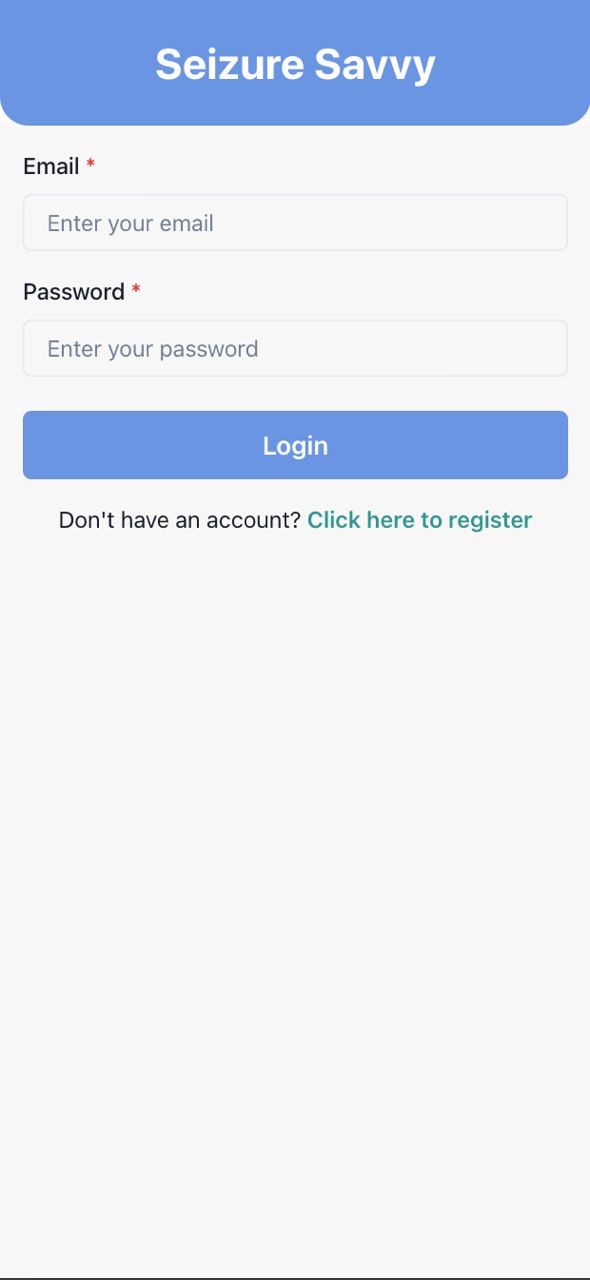 Seizure Savvy
Email *
Enter your email
Password *
Enter your password
Login
Don't have an account? Click here to register